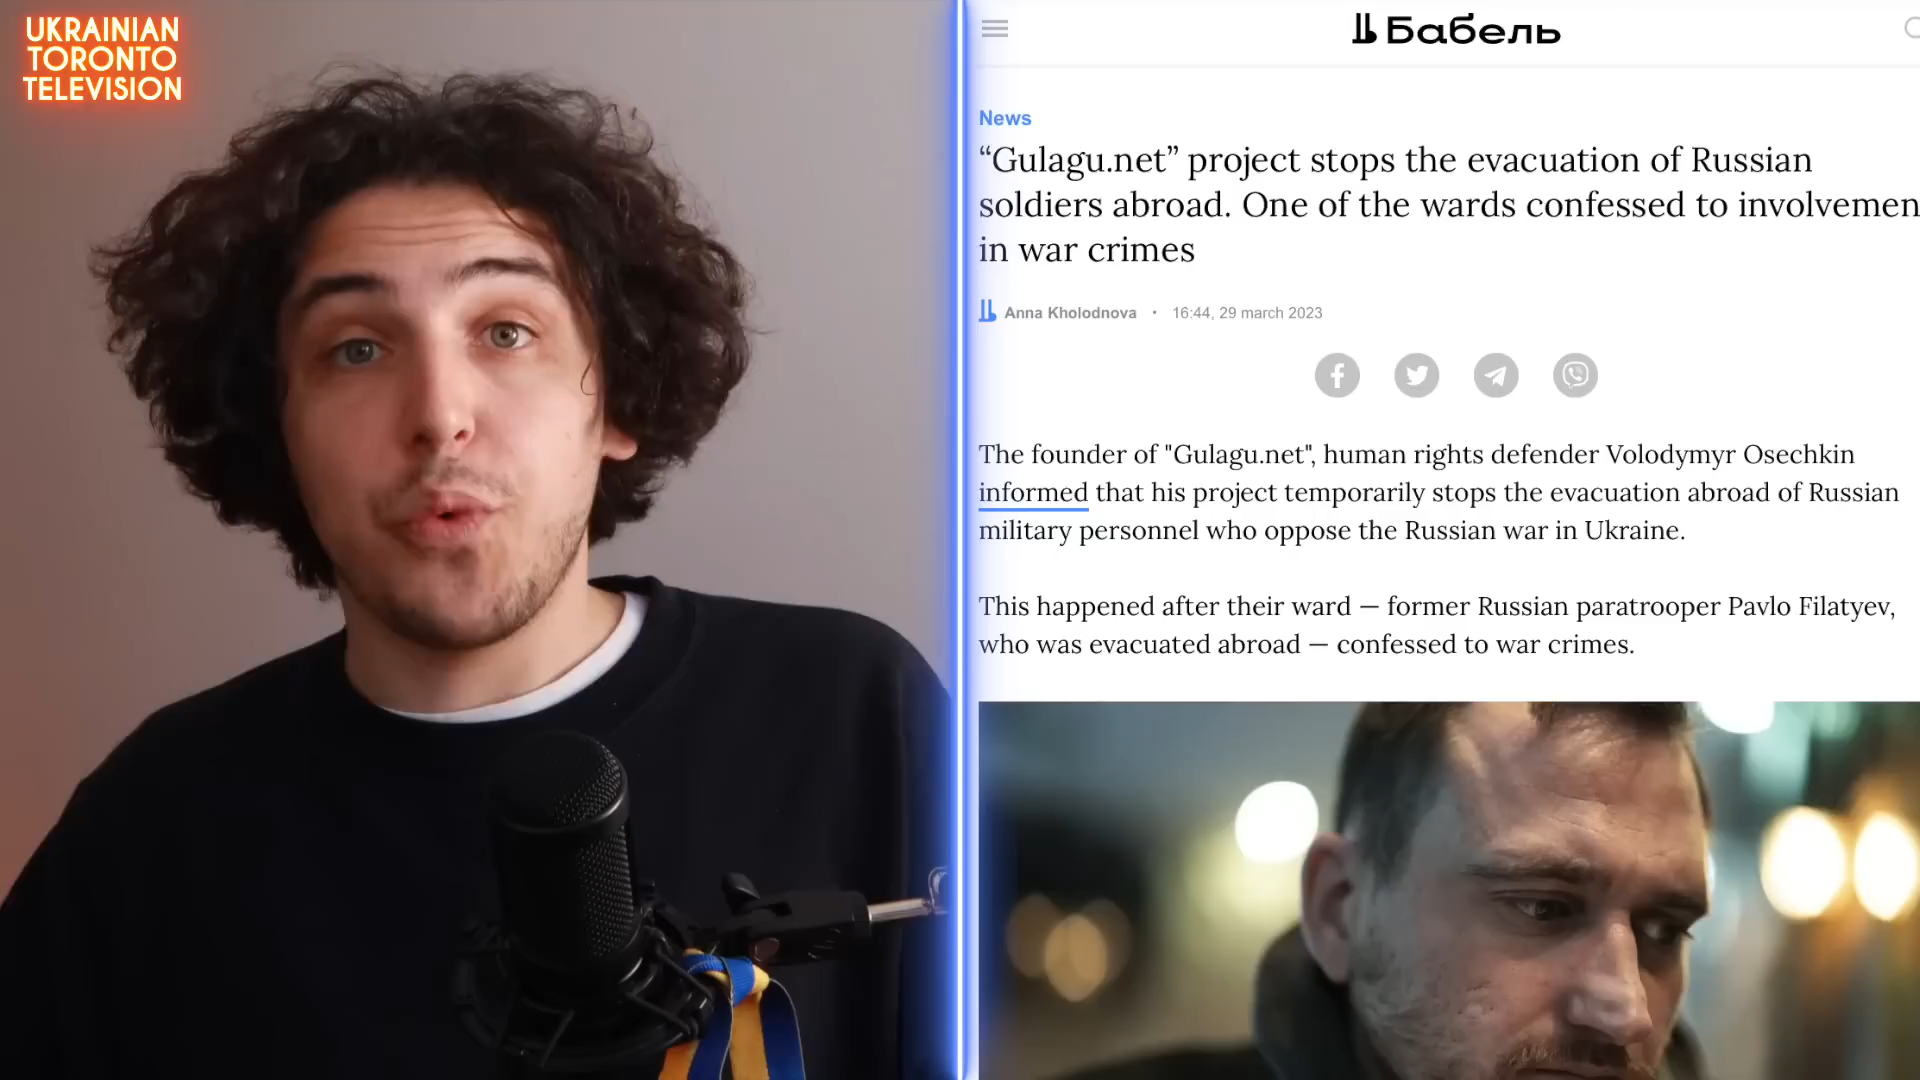 UKRAINIAN
TORONTO
TELEVISION
Бабель
News
“Gulagu.net” project stops the evacuation of Russian
soldiers abroad. One of the wards confessed to involvemen
in war crimes
Anna Kholodnova • 16:44, 29 march 2023
The founder of "Gulagu.net", human rights defender Volodymyr Osechkin
informed that his project temporarily stops the evacuation abroad of Russian
military personnel who oppose the Russian war in Ukraine.
This happened after their ward — former Russian paratrooper Pavlo Filatyev,
who was evacuated abroad — confessed to war crimes.